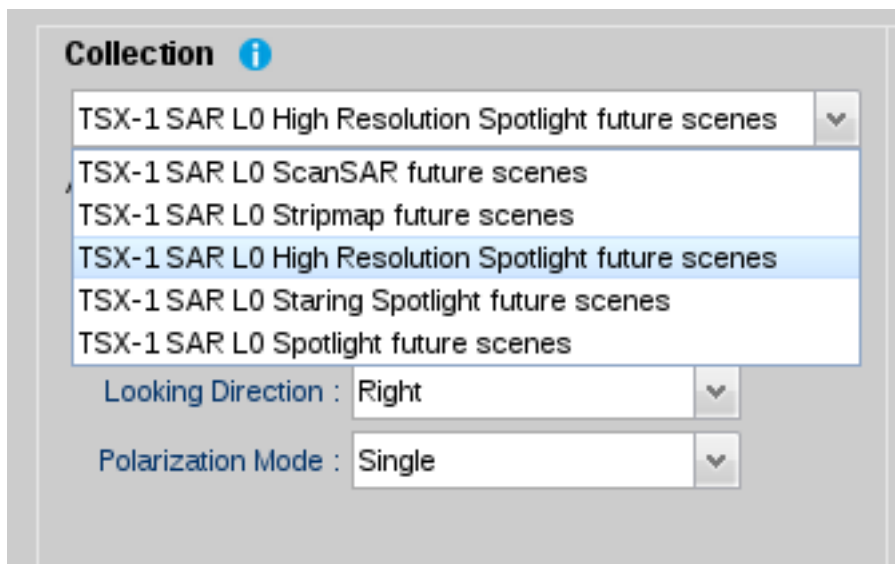 Collection
TSX-1 SAR L0 High Resolution Spotlight future scenes
TSX-1 SAR L0 ScanSAR future scenes
TSX-1 SAR L0 Stripmap future scenes
TSX-1 SAR L0 High Resolution Spotlight future scenes
TSX-1 SAR L0 Staring Spotlight future scenes
TSX-1 SAR L0 Spotlight future scenes
Looking Direction : Right
Polarization Mode : Single